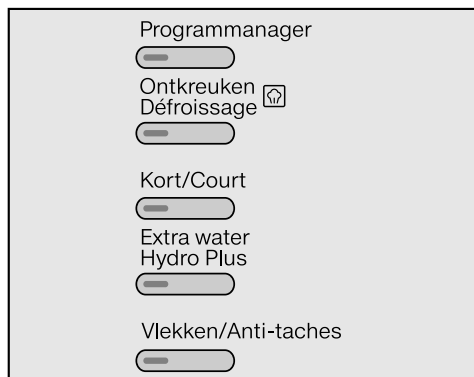 Programmanager
Ontkreuken
Défroissage
Kort/Court
Extra water
Hydro Plus
Vlekken/Anti-taches